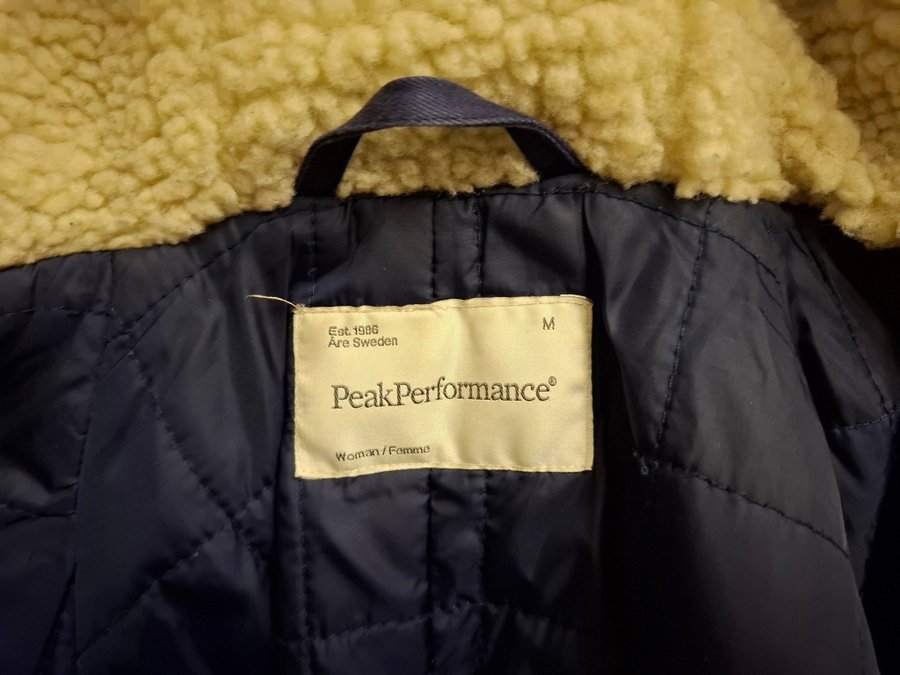 Est. 1986
Åre Sweden
M
PeakPerformance®
Woman / Femme